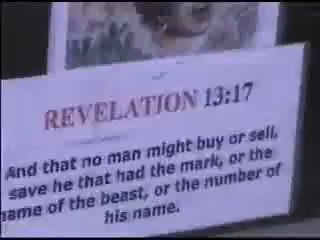 REVELATION 13:17
And that no man might buy or sell,
save he that had the mark, or the
name of the beast, or the number of
his name.